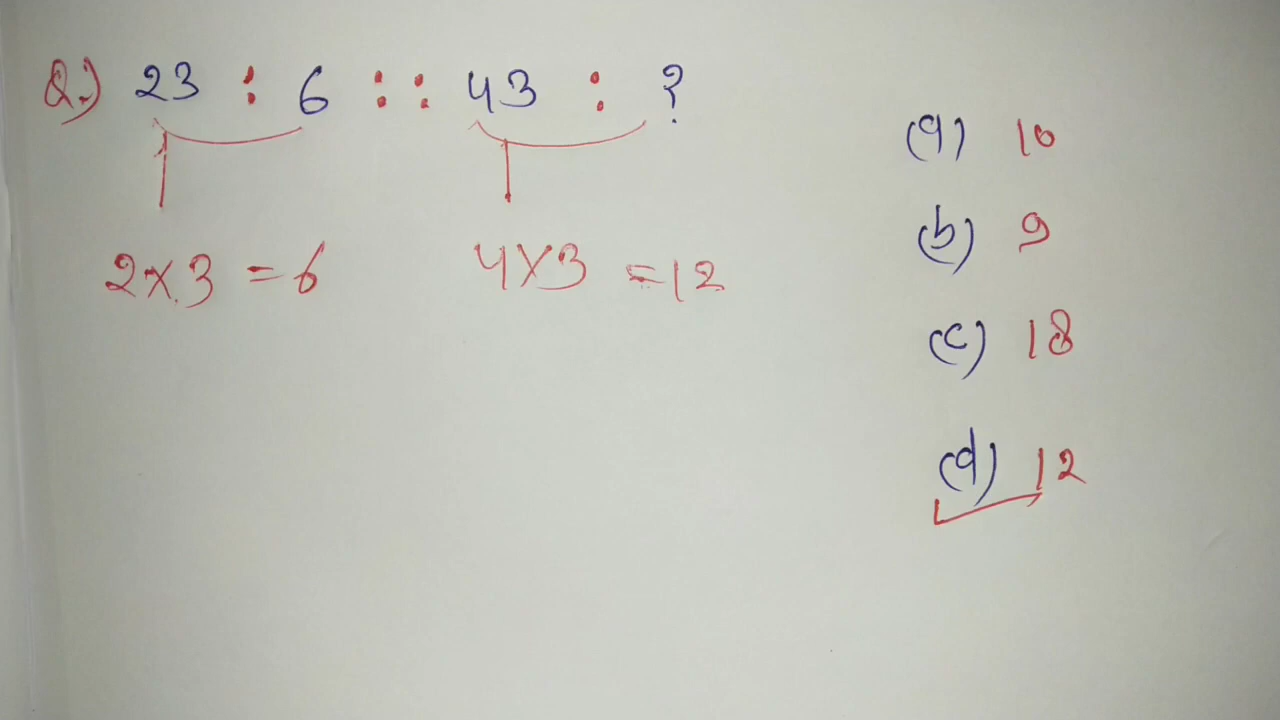 Q.) 23 : 6 :: 43 : ?
2×3 = 6 4×3 = 12
(a) 10
(b) 9
(c) 18
(d) 12